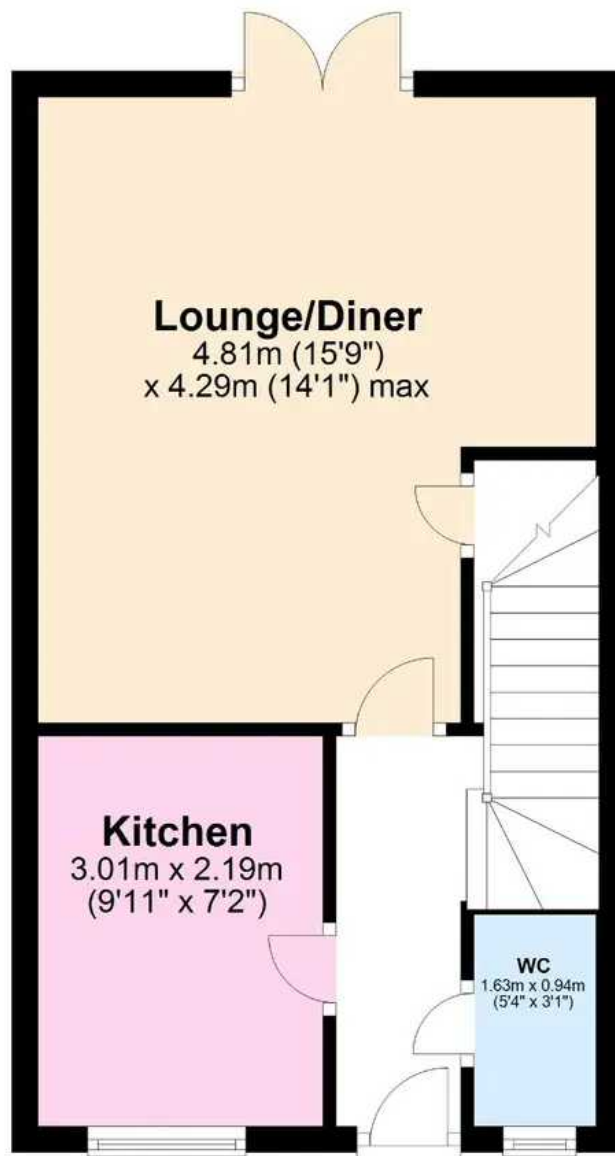 Lounge/Diner
4.81m (15'9")
x 4.29m (14'1") max
Kitchen
3.01m x 2.19m
(9'11" x 7'2")
WC
1.63m x 0.94m
(5'4" x 3'1")